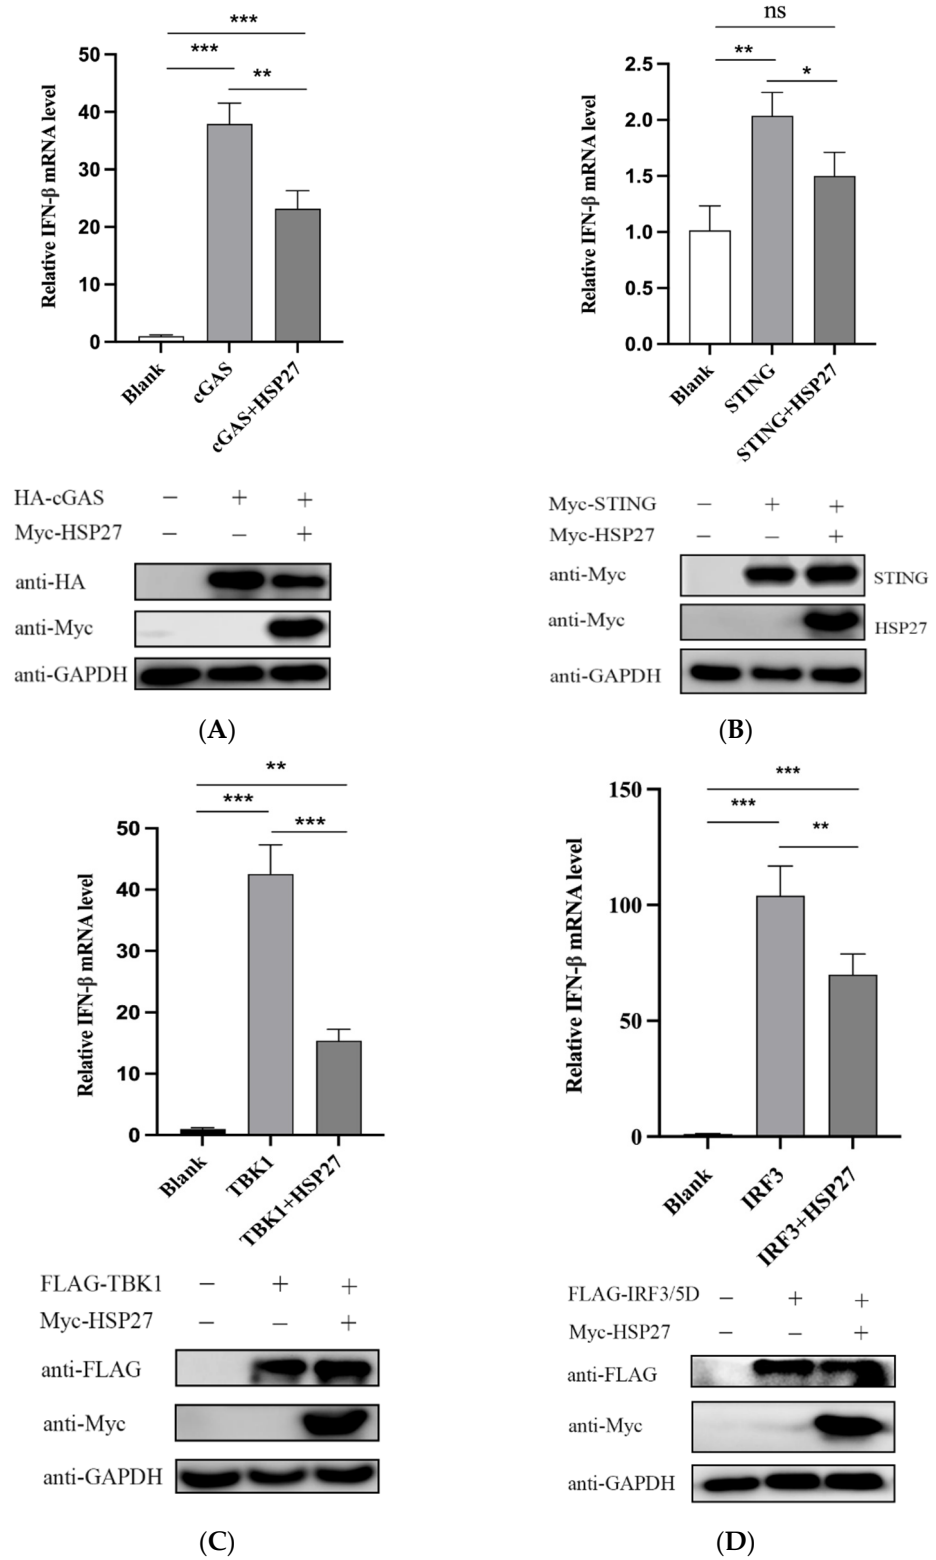 ***
***
**
50
40
30
20
10
0
Relative IFN-β mRNA level
Blank
cGAS
cGAS+HSP27
HA-cGAS − + +
Myc-HSP27 − − +
anti-HA
anti-Myc
anti-GAPDH
(A)
ns
**
*
2.5
2.0
1.5
1.0
0.5
0.0
Relative IFN-β mRNA level
Blank
STING
STING+HSP27
Myc-STING − + +
Myc-HSP27 − − +
anti-Myc STING
anti-Myc HSP27
anti-GAPDH
(B)
**
***
***
50
40
30
20
10
0
Relative IFN-β mRNA level
Blank
TBK1
TBK1+HSP27
FLAG-TBK1 − + +
Myc-HSP27 − − +
anti-FLAG
anti-Myc
anti-GAPDH
(C)
***
***
**
150
100
50
0
Relative IFN-β mRNA level
Blank
IRF3
IRF3+HSP27
FLAG-IRF3/5D − + +
Myc-HSP27 − − +
anti-FLAG
anti-Myc
anti-GAPDH
(D)